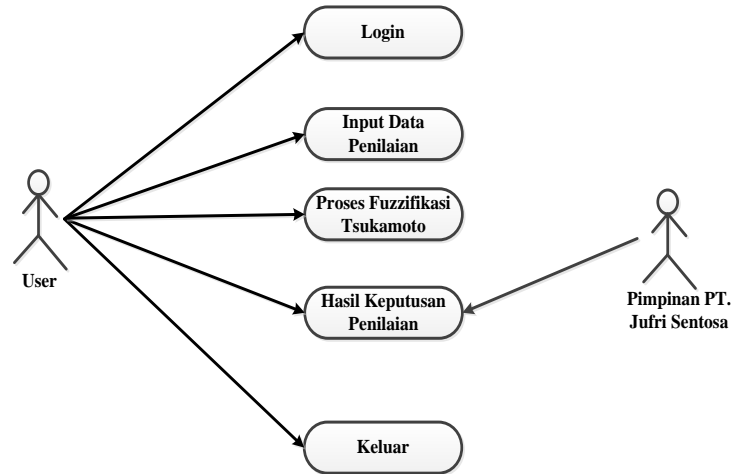 Login
Input Data
Penilaian
Proses Fuzzifikasi
Tsukamoto
User
Hasil Keputusan
Penilaian
Pimpinan PT.
Jufri Sentosa
Keluar